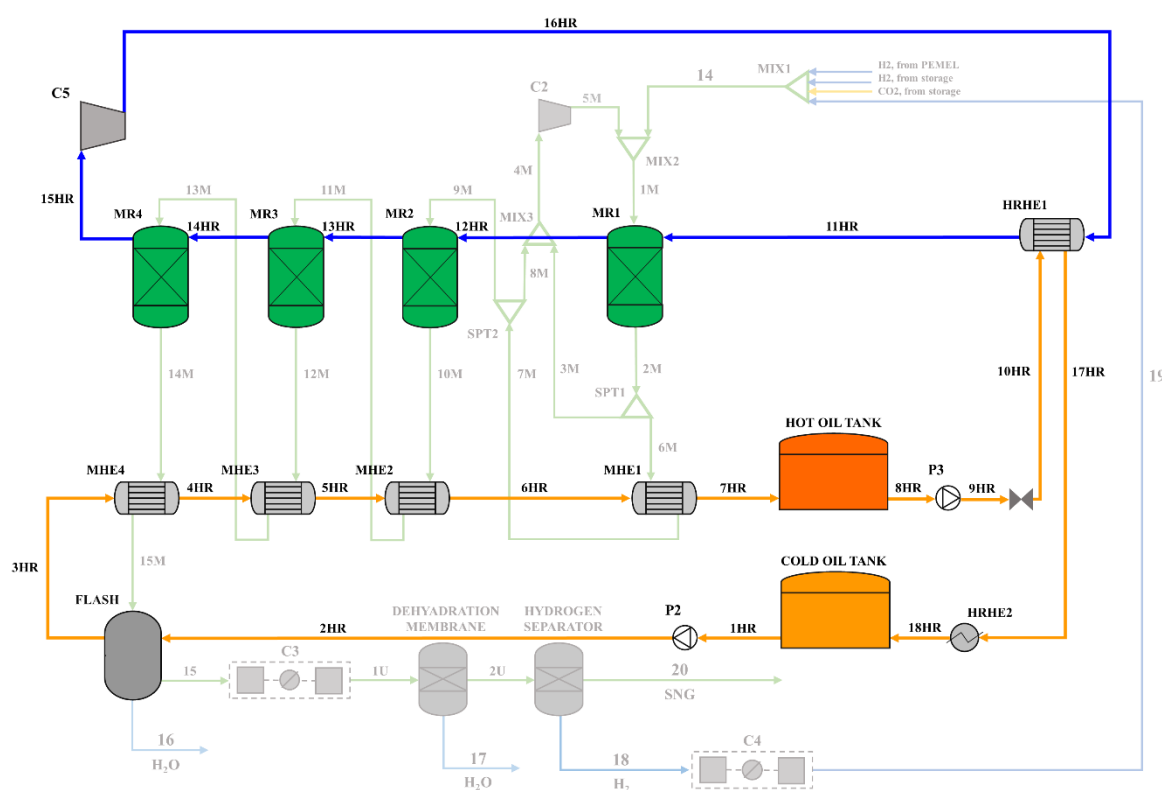 16HR
C5
C2
5M
14
MIX1
H2, from PEMEL
H2, from storage
CO2, from storage
MIX2
4M
1M
15HR
13M
11M
9M
MR4
MR3
MR2
MIX3
MR1
HRHE1
14HR
13HR
12HR
11HR
8M
SPT2
14M
12M
10M
7M
3M
2M
10HR
17HR
19
SPT1
6M
HOT OIL TANK
MHE4
MHE3
MHE2
MHE1
P3
4HR
5HR
6HR
7HR
8HR
9HR
15M
3HR
COLD OIL TANK
FLASH
DEHYADRATION
MEMBRANE
HYDROGEN
SEPARATOR
P2
HRHE2
2HR
1HR
18HR
C3
15
1U
2U
20
SNG
16
H2O
17
H2O
18
H2
C4